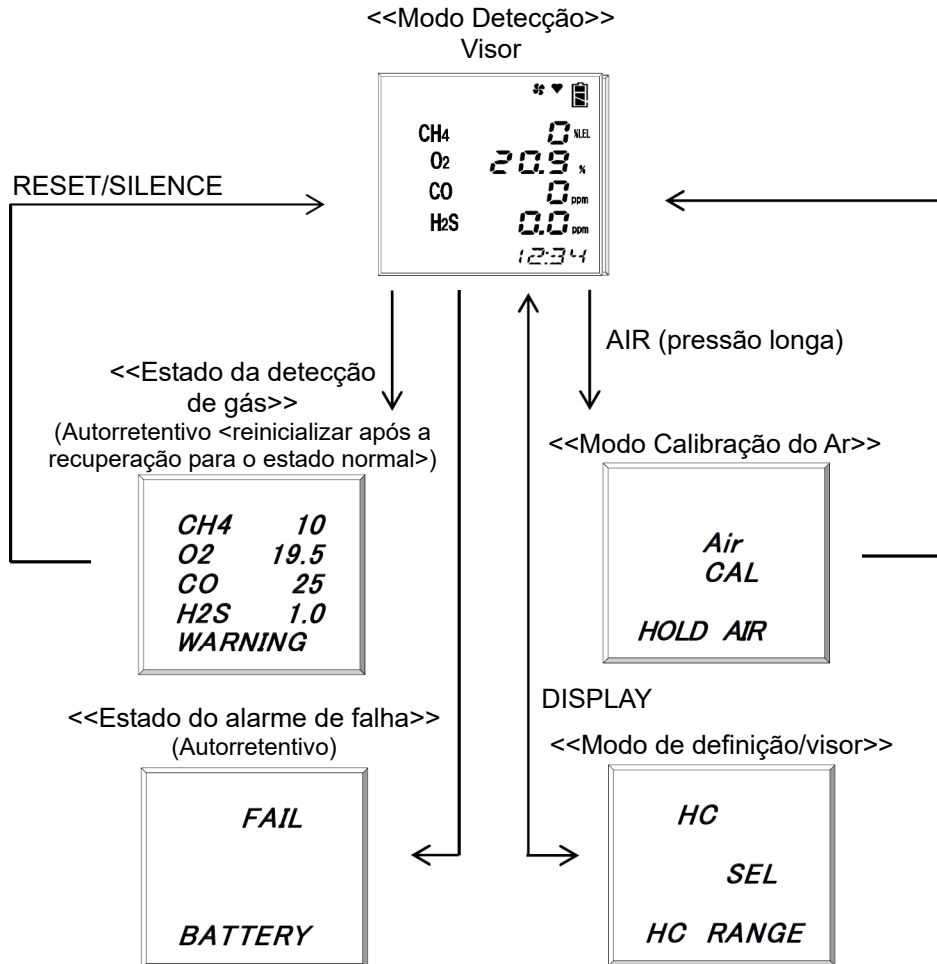 <<Modo Detecção>>
Visor
CH4 0 %LEL
O2 20.9 %
CO 0 ppm
H2S 0.0 ppm
12:34
RESET/SILENCE
AIR (pressão longa)
<<Estado da detecção
de gás>>
(Autorretentivo <reinicializar após a
recuperação para o estado normal>)
CH4 10
O2 19.5
CO 25
H2S 1.0
WARNING
<<Modo Calibração do Ar>>
Air
CAL
HOLD AIR
<<Estado do alarme de falha>>
(Autorretentivo)
FAIL
BATTERY
DISPLAY
<<Modo de definição/visor>>
HC
SEL
HC RANGE